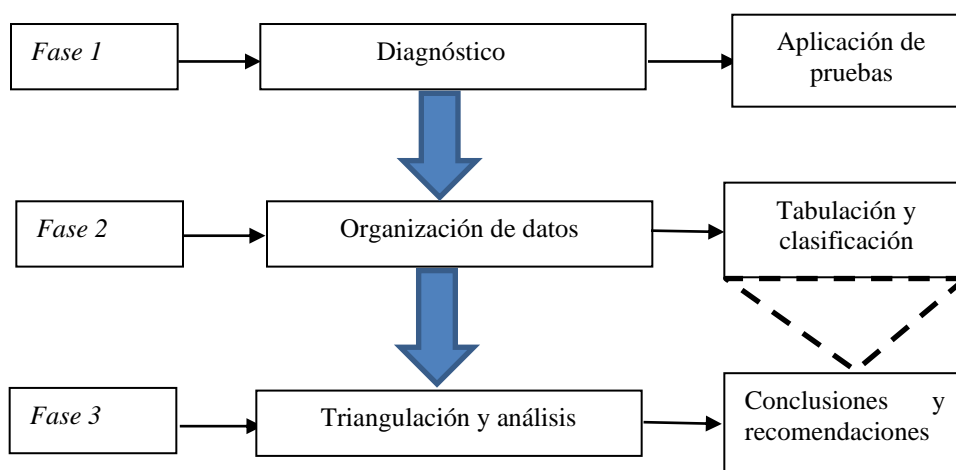 Fase 1
Diagnóstico
Aplicación de
pruebas
Fase 2
Organización de datos
Tabulación y
clasificación
Fase 3
Triangulación y análisis
Conclusiones y
recomendaciones